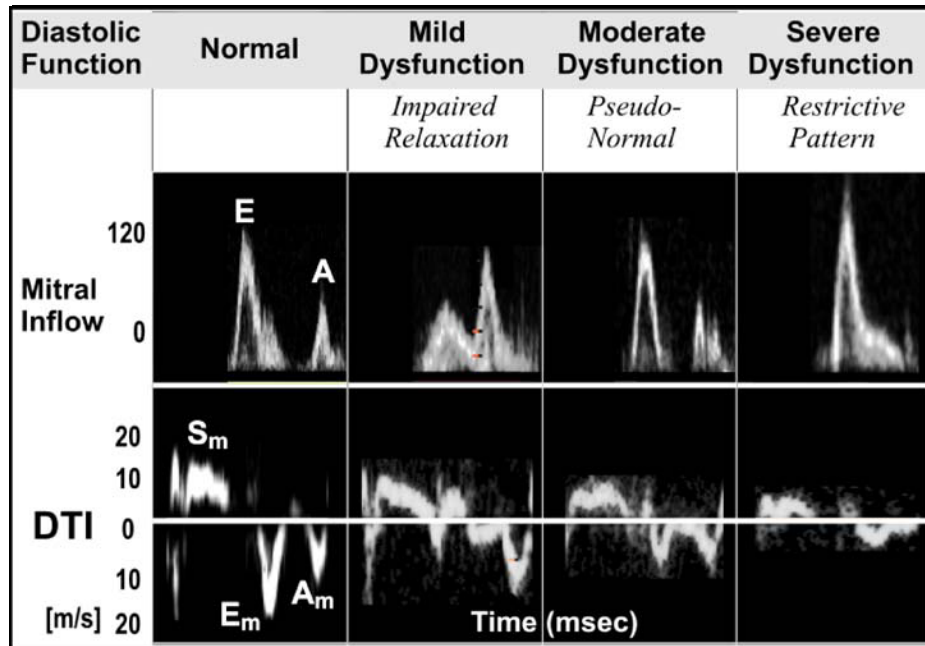 Diastolic Function
Normal
Mild Dysfunction
Moderate Dysfunction
Severe Dysfunction
Impaired Relaxation
Pseudo-Normal
Restrictive Pattern
Mitral Inflow
120
0
E
A
DTI
[m/s]
20
10
0
10
20
Sm
Em
Am
Time (msec)